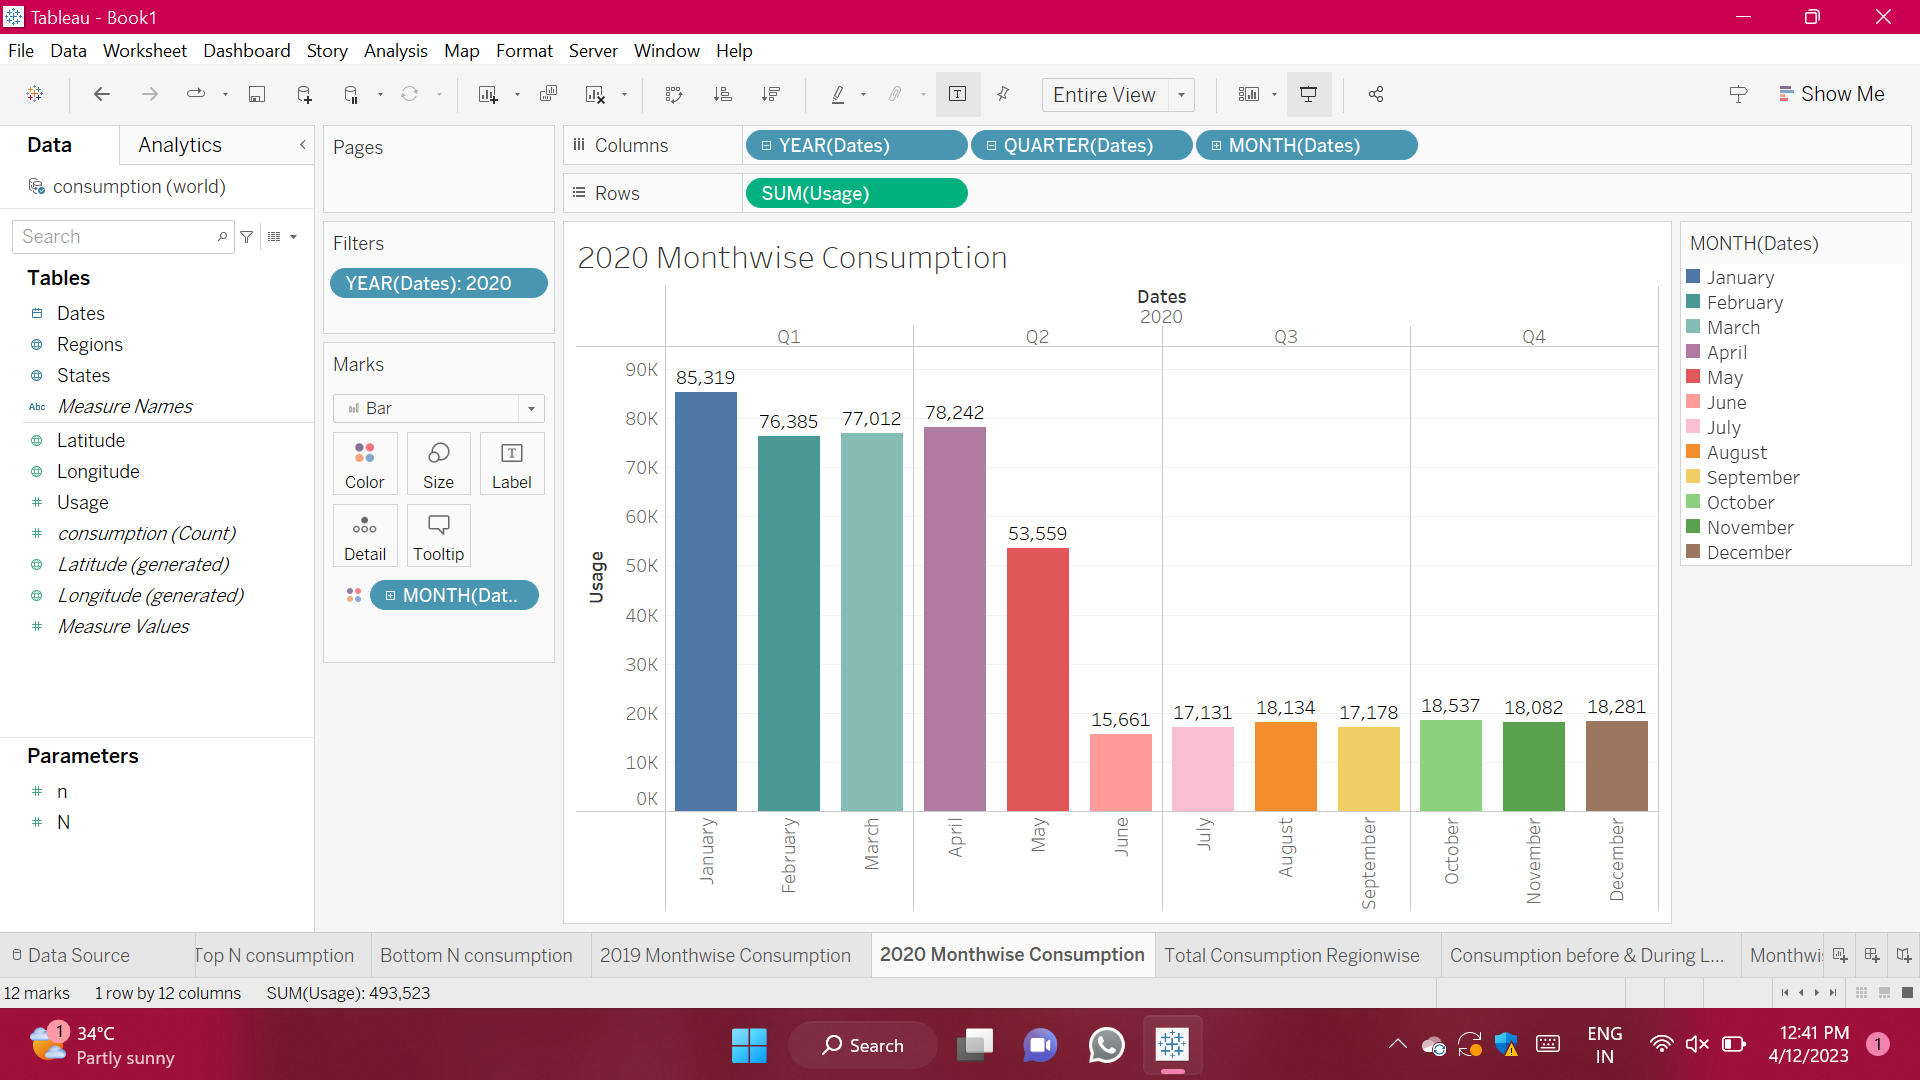 Tableau - Book1
File Data Worksheet Dashboard Story Analysis Map Format Server Window Help
Entire View
Show Me
Data
Analytics
consumption (world)
Search
Tables
Dates
Regions
States
Abc Measure Names
Latitude
Longitude
# Usage
# consumption (Count)
Latitude (generated)
Longitude (generated)
# Measure Values
Parameters
# n
# N
Pages
Filters
YEAR(Dates): 2020
Marks
Bar
Color
Size
Label
Detail
Tooltip
MONTH(Dat..
Columns
YEAR(Dates)
QUARTER(Dates)
MONTH(Dates)
Rows
SUM(Usage)
2020 Monthwise Consumption
Dates
2020
Q1 Q2 Q3 Q4
Usage
90K
80K
70K
60K
50K
40K
30K
20K
10K
0K
85,319
76,385
77,012
78,242
53,559
15,661
17,131
18,134
17,178
18,537
18,082
18,281
January
February
March
April
May
June
July
August
September
October
November
December
MONTH(Dates)
January
February
March
April
May
June
July
August
September
October
November
December
Data Source
Top N consumption
Bottom N consumption
2019 Monthwise Consumption
2020 Monthwise Consumption
Total Consumption Regionwise
Consumption before & During L...
Monthwi
12 marks
1 row by 12 columns
SUM(Usage): 493,523
1
34°C
Partly sunny
Search
ENG
IN
12:41 PM
4/12/2023
1